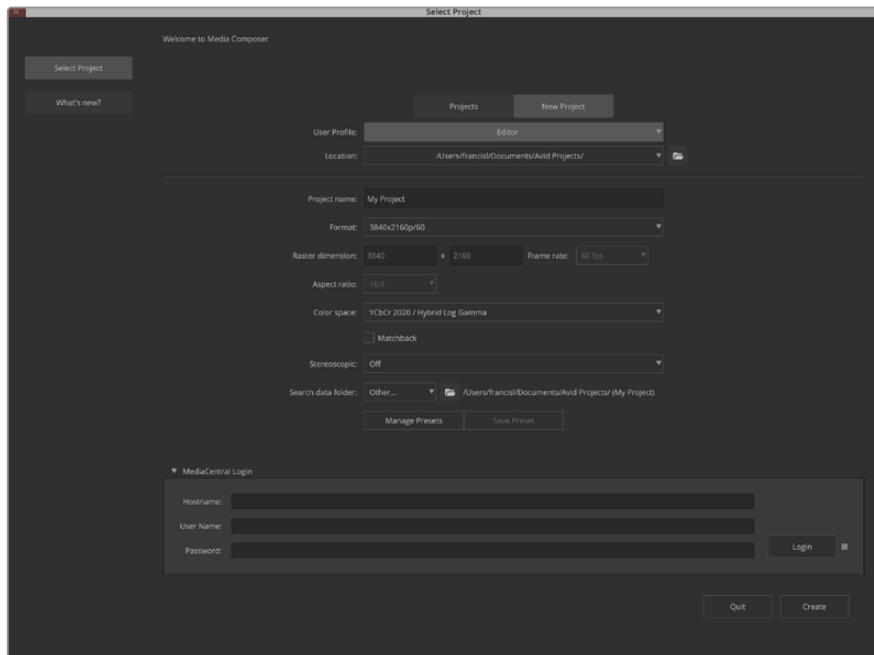 Select Project
Welcome to Media Composer
Select Project
What's new?
Projects New Project
User Profile: Editor
Location: /Users/francisl/Documents/Avid Projects/
Project name: My Project
Format: 3840x2160p/60
Raster dimension: 3840 x 2160 Frame rate: 60 fps
Aspect ratio: 16:9
Color space: YCbCr 2020 / Hybrid Log Gamma
Matchback
Stereoscopic: Off
Search data folder: Other... /Users/francisl/Documents/Avid Projects/ (My Project)
Manage Presets Save Preset
MediaCentral Login
Hostname:
User Name:
Password:
Login
Quit Create